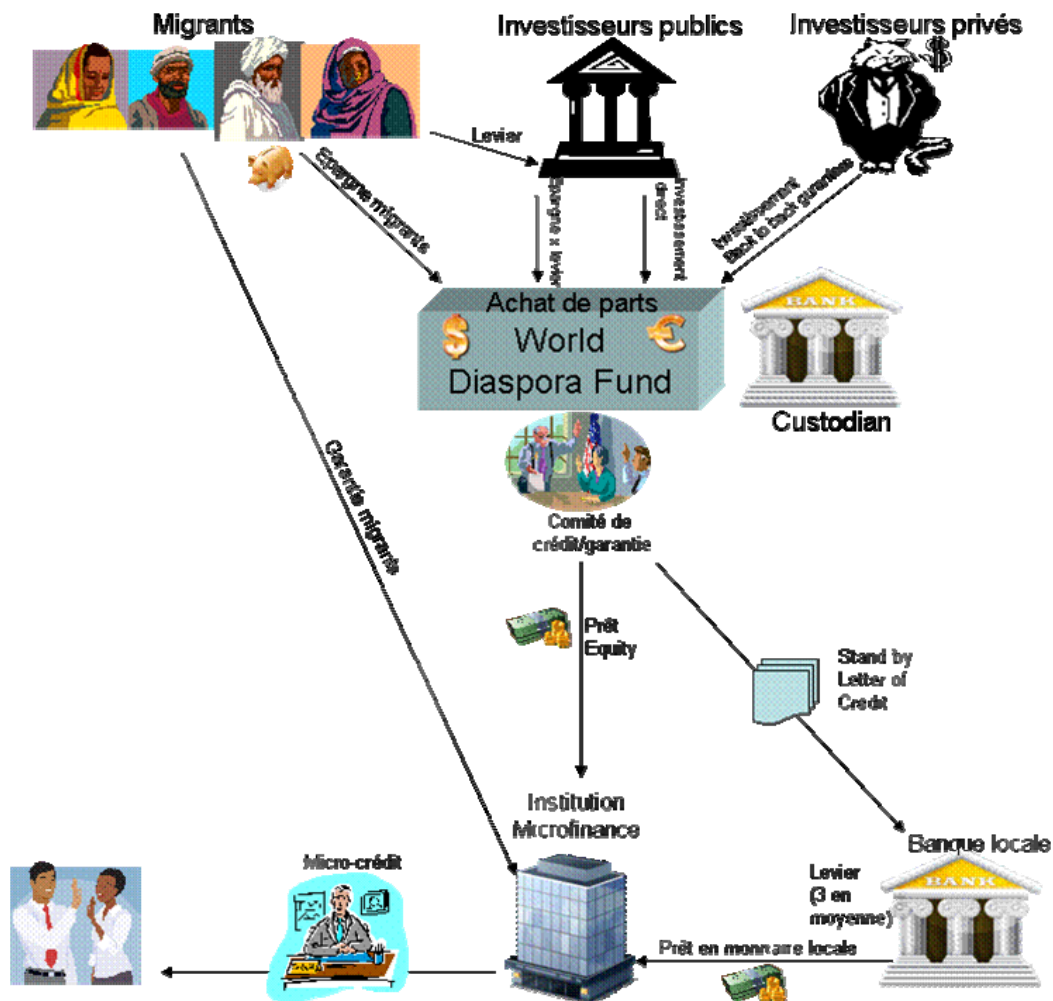 Migrants
Investisseurs publics
Investisseurs privés
$
Levier
Epargne migrants
Epargne x levier
Investissement
direct
Investissement
Back to back garantees
Achat de parts
$
€
World
Diaspora Fund
BANK
Custodian
Comité de
crédit/garantie
Garantie migrants
Prêt
Equity
Stand by
Letter of
Credit
Institution
Microfinance
Banque locale
Micro-crédit
Levier
(3 en
moyenne)
BANK
Prêt en monnaire locale